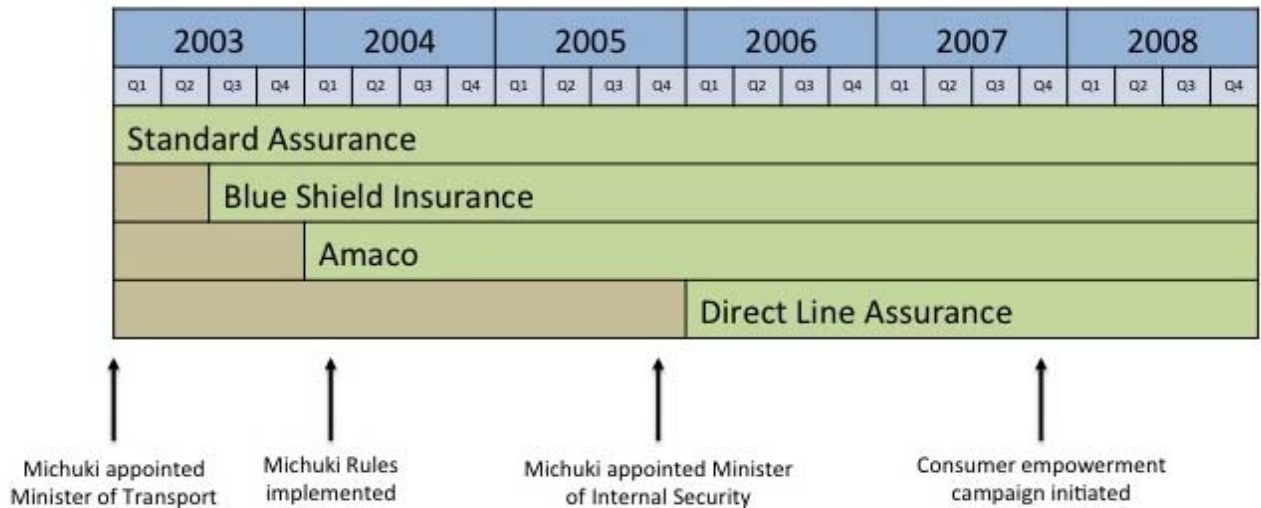 2003 2004 2005 2006 2007 2008
Q1 Q2 Q3 Q4 Q1 Q2 Q3 Q4 Q1 Q2 Q3 Q4 Q1 Q2 Q3 Q4 Q1 Q2 Q3 Q4 Q1 Q2 Q3 Q4
Standard Assurance
Blue Shield Insurance
Amaco
Direct Line Assurance
Michuki appointed
Minister of Transport
Michuki Rules
implemented
Michuki appointed Minister
of Internal Security
Consumer empowerment
campaign initiated